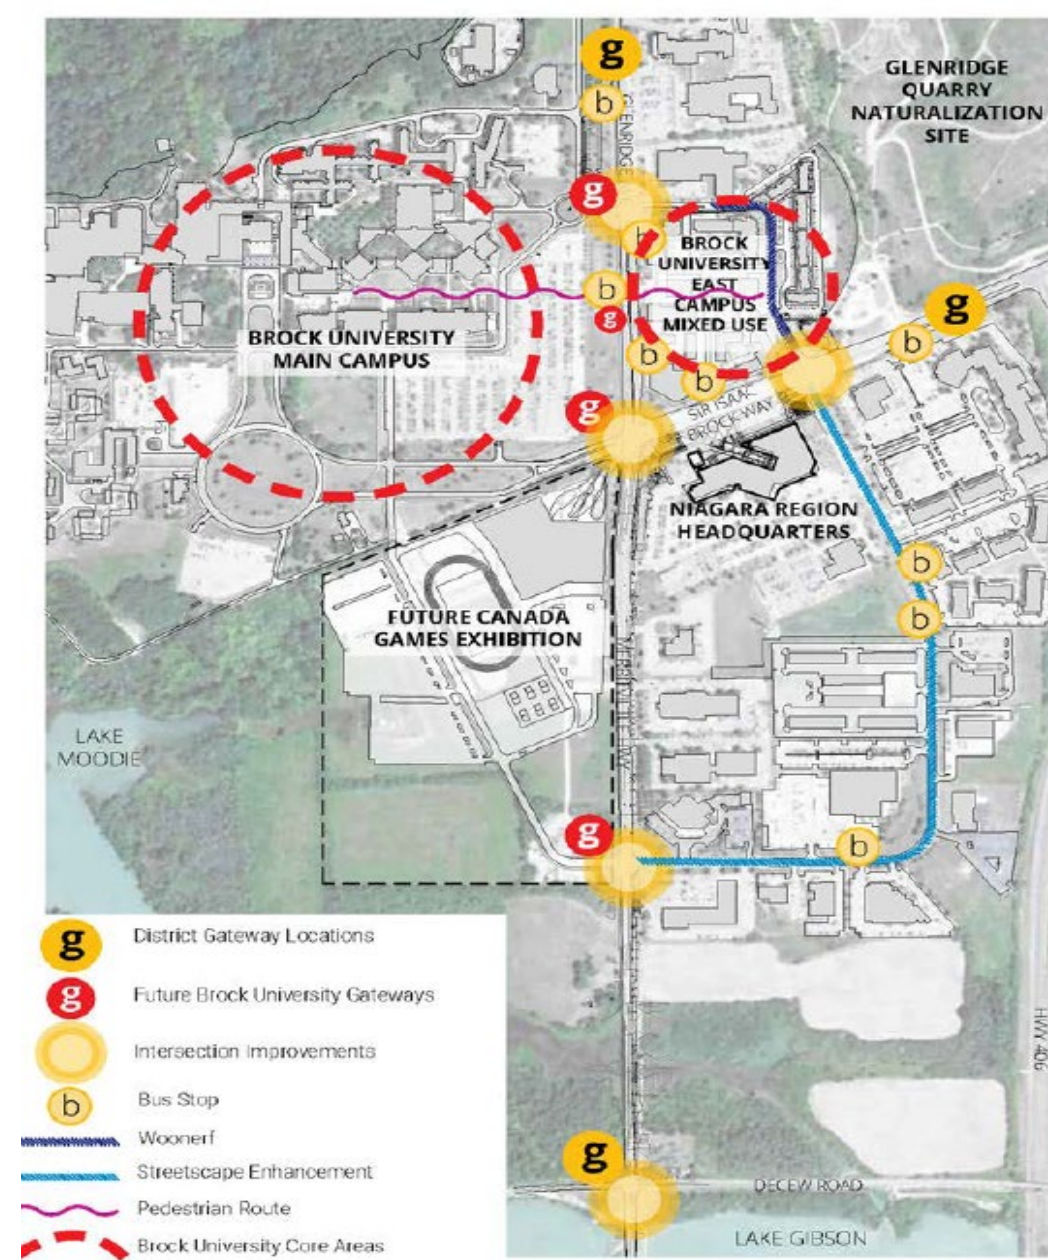 g
b
GLENRIDGE
GLENRIDGE
QUARRY
NATURALIZATION
SITE
g
b
BROCK
UNIVERSITY
EAST
CAMPUS
MIXED USE
b
g
g
b
BROCK UNIVERSITY
MAIN CAMPUS
b
b
g
SIR ISAAC
BROCK WAY
NIAGARA REGION
HEADQUARTERS
b
b
FUTURE CANADA
GAMES EXHIBITION
LAKE
MOODIE
g
b
g
District Gateway Locations
g
Future Brock University Gateways
Intersection Improvements
b
Bus Stop
Woonerf
Streetscape Enhancement
Pedestrian Route
Brock University Core Areas
HWY 406
g
DECEW ROAD
LAKE GIBSON